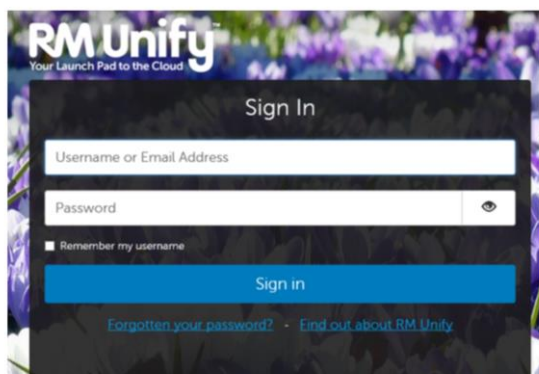 RM Unify™
Your Launch Pad to the Cloud
Sign In
Username or Email Address
Password
Remember my username
Sign in
Forgotten your password? - Find out about RM Unify